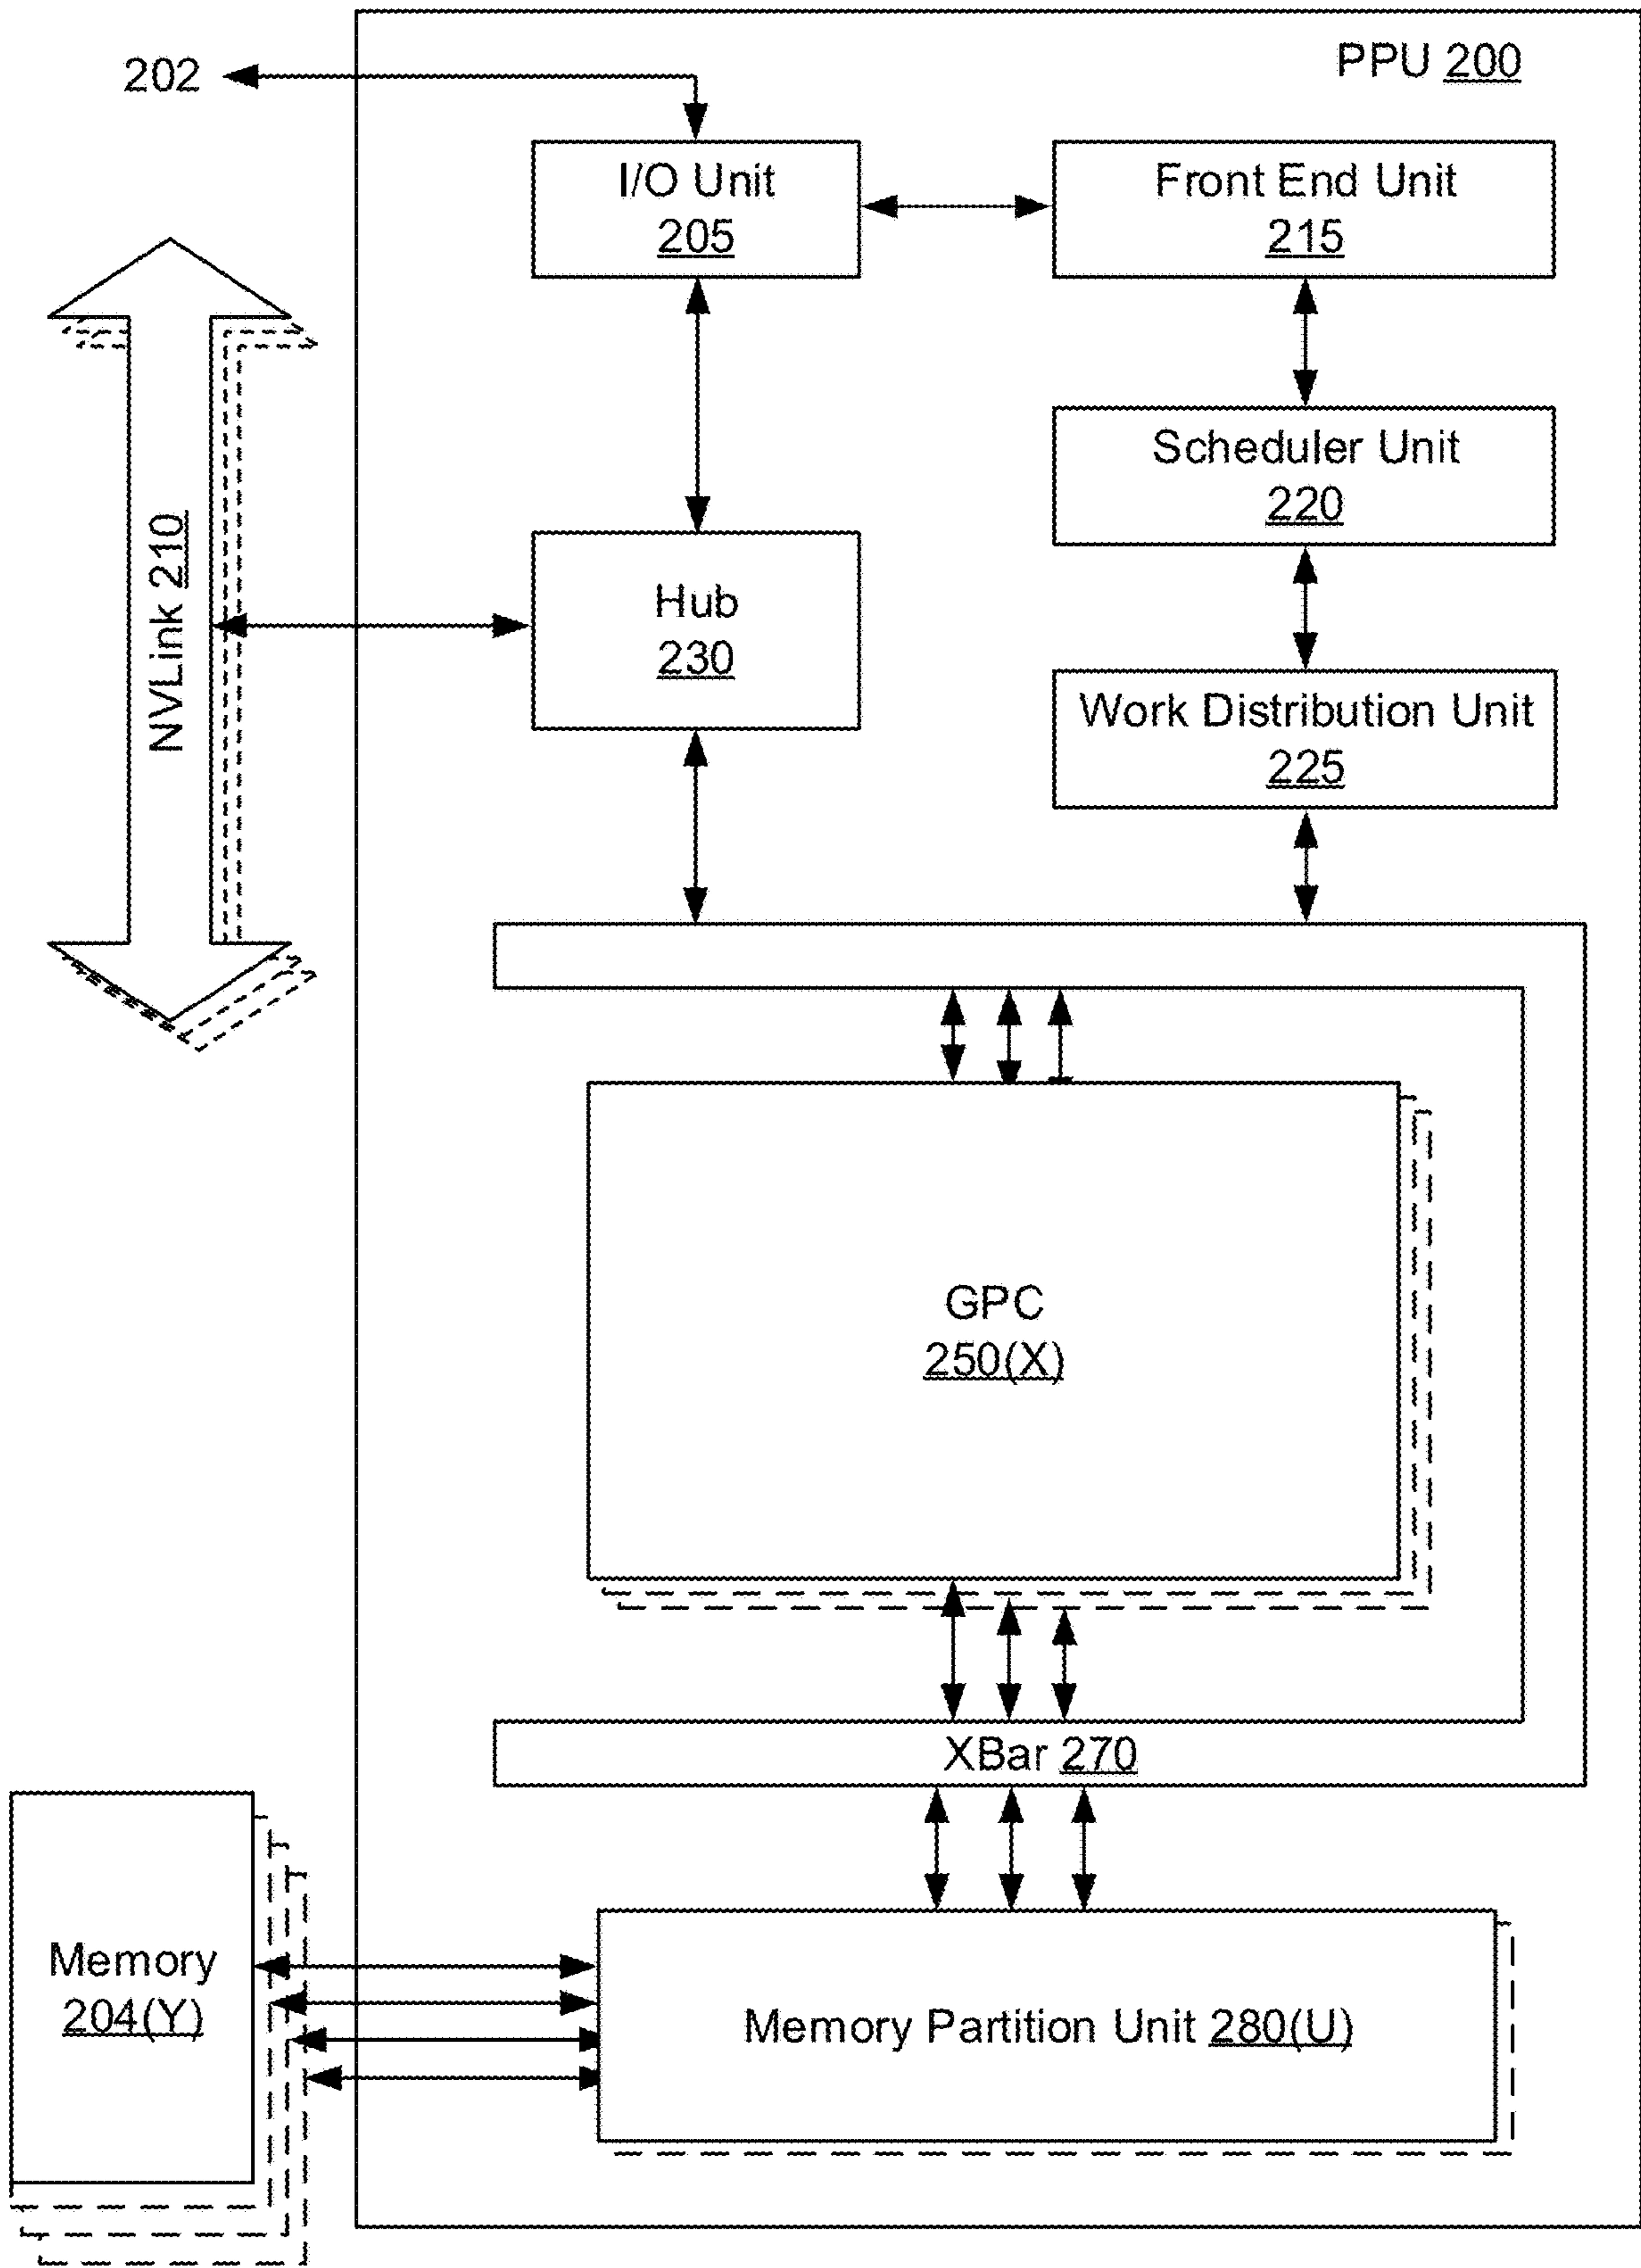 PPU 200
202
I/O Unit
205
Front End Unit
215
Scheduler Unit
220
NVLink 210
Hub
230
Work Distribution Unit
225
GPC
250(X)
XBar 270
Memory
204(Y)
Memory Partition Unit 280(U)